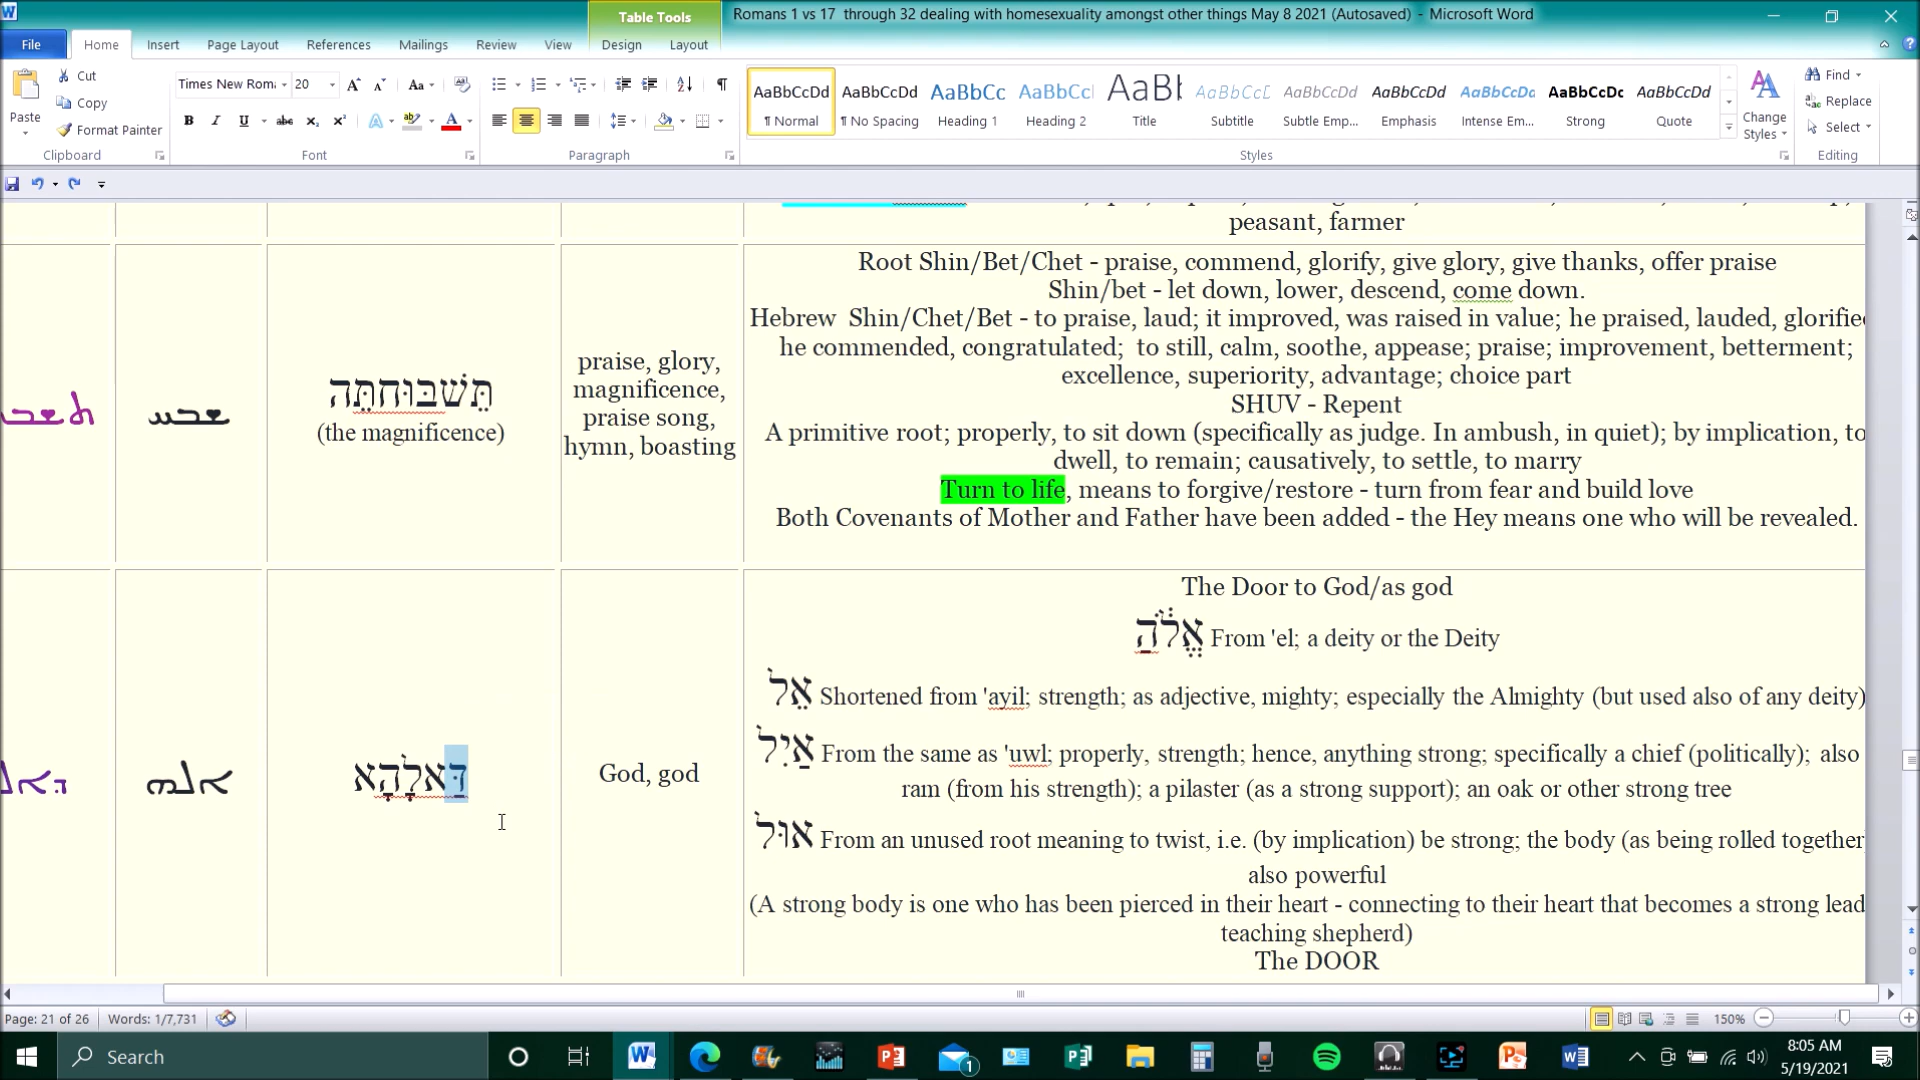 Table Tools
Romans 1 vs 17 through 32 dealing with homesexuality amongst other things May 8 2021 (Autosaved) - Microsoft Word
File Home Insert Page Layout References Mailings Review View Design Layout
Cut
Copy
Format Painter
Paste
Times New Roma 20
AaBbCcDd AaBbCcDd AaBbCc AaBbCcI AaBl AaBbCcL AaBbCcDd AaBbCcDd AaBbCcDd AaBbCcDc AaBbCcDd
¶ Normal ¶ No Spacing Heading 1 Heading 2 Title Subtitle Subtle Emp... Emphasis Intense Em... Strong Quote
Change Styles
Find
Replace
Select
Clipboard Font Paragraph Styles Editing
peasant, farmer
תֵּשׁבּוּחתֵּה
(the magnificence)
praise, glory,
magnificence,
praise song,
hymn, boasting
Root Shin/Bet/Chet - praise, commend, glorify, give glory, give thanks, offer praise
Shin/bet - let down, lower, descend, come down.
Hebrew Shin/Chet/Bet - to praise, laud; it improved, was raised in value; he praised, lauded, glorifie
he commended, congratulated; to still, calm, soothe, appease; praise; improvement, betterment;
excellence, superiority, advantage; choice part
SHUV - Repent
A primitive root; properly, to sit down (specifically as judge. In ambush, in quiet); by implication, to
dwell, to remain; causatively, to settle, to marry
Turn to life, means to forgive/restore - turn from fear and build love
Both Covenants of Mother and Father have been added - the Hey means one who will be revealed.
דַּאלָהָא
God, god
The Door to God/as god
אֱלֹהַּ From 'el; a deity or the Deity
אֵל Shortened from 'ayil; strength; as adjective, mighty; especially the Almighty (but used also of any deity)
אַיִל From the same as 'uwl; properly, strength; hence, anything strong; specifically a chief (politically); also
ram (from his strength); a pilaster (as a strong support); an oak or other strong tree
אוּל From an unused root meaning to twist, i.e. (by implication) be strong; the body (as being rolled together
also powerful
(A strong body is one who has been pierced in their heart - connecting to their heart that becomes a strong lead
teaching shepherd)
The DOOR
Page: 21 of 26 Words: 1/7,731 150%
Search
8:05 AM
5/19/2021